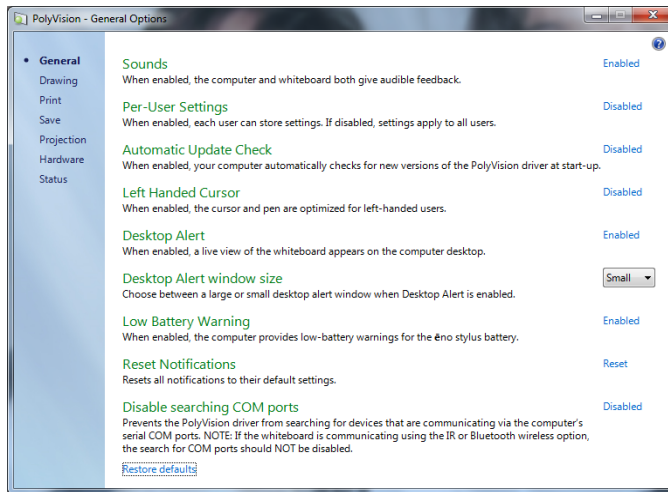 PolyVision - General Options
General
Drawing
Print
Save
Projection
Hardware
Status
Sounds Enabled
When enabled, the computer and whiteboard both give audible feedback.
Per-User Settings Disabled
When enabled, each user can store settings. If disabled, settings apply to all users.
Automatic Update Check Disabled
When enabled, your computer automatically checks for new versions of the PolyVision driver at start-up.
Left Handed Cursor Disabled
When enabled, the cursor and pen are optimized for left-handed users.
Desktop Alert Enabled
When enabled, a live view of the whiteboard appears on the computer desktop.
Desktop Alert window size Small
Choose between a large or small desktop alert window when Desktop Alert is enabled.
Low Battery Warning Enabled
When enabled, the computer provides low-battery warnings for the ēno stylus battery.
Reset Notifications Reset
Resets all notifications to their default settings.
Disable searching COM ports Disabled
Prevents the PolyVision driver from searching for devices that are communicating via the computer's
serial COM ports. NOTE: If the whiteboard is communicating using the IR or Bluetooth wireless option,
the search for COM ports should NOT be disabled.
Restore defaults